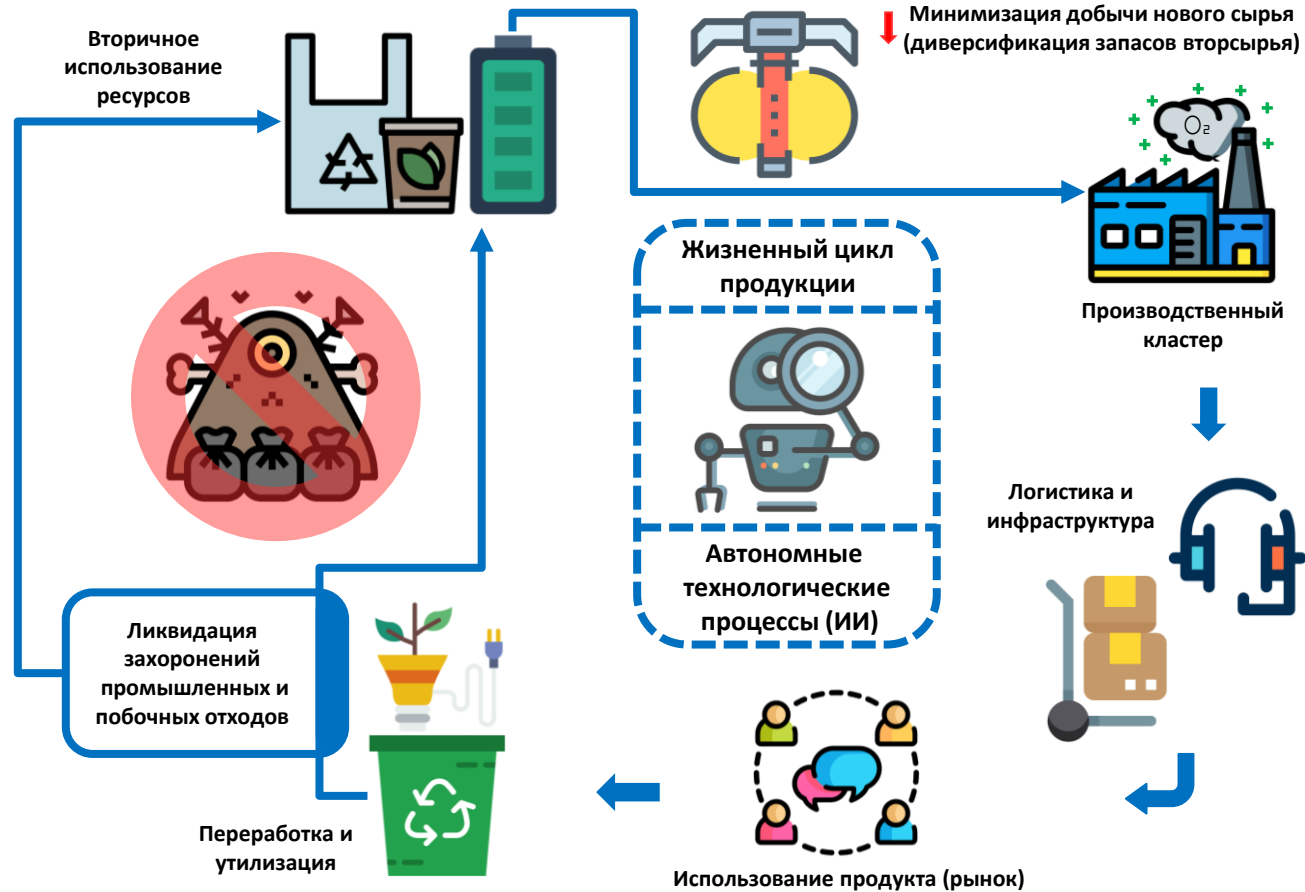 Вторичное
использование
ресурсов
Минимизация добычи нового сырья
(диверсификация запасов вторсырья)
O₂
Производственный
кластер
Жизненный цикл
продукции
Автономные
технологические
процессы (ИИ)
Логистика и
инфраструктура
Ликвидация
захоронений
промышленных и
побочных отходов
Переработка и
утилизация
Использование продукта (рынок)